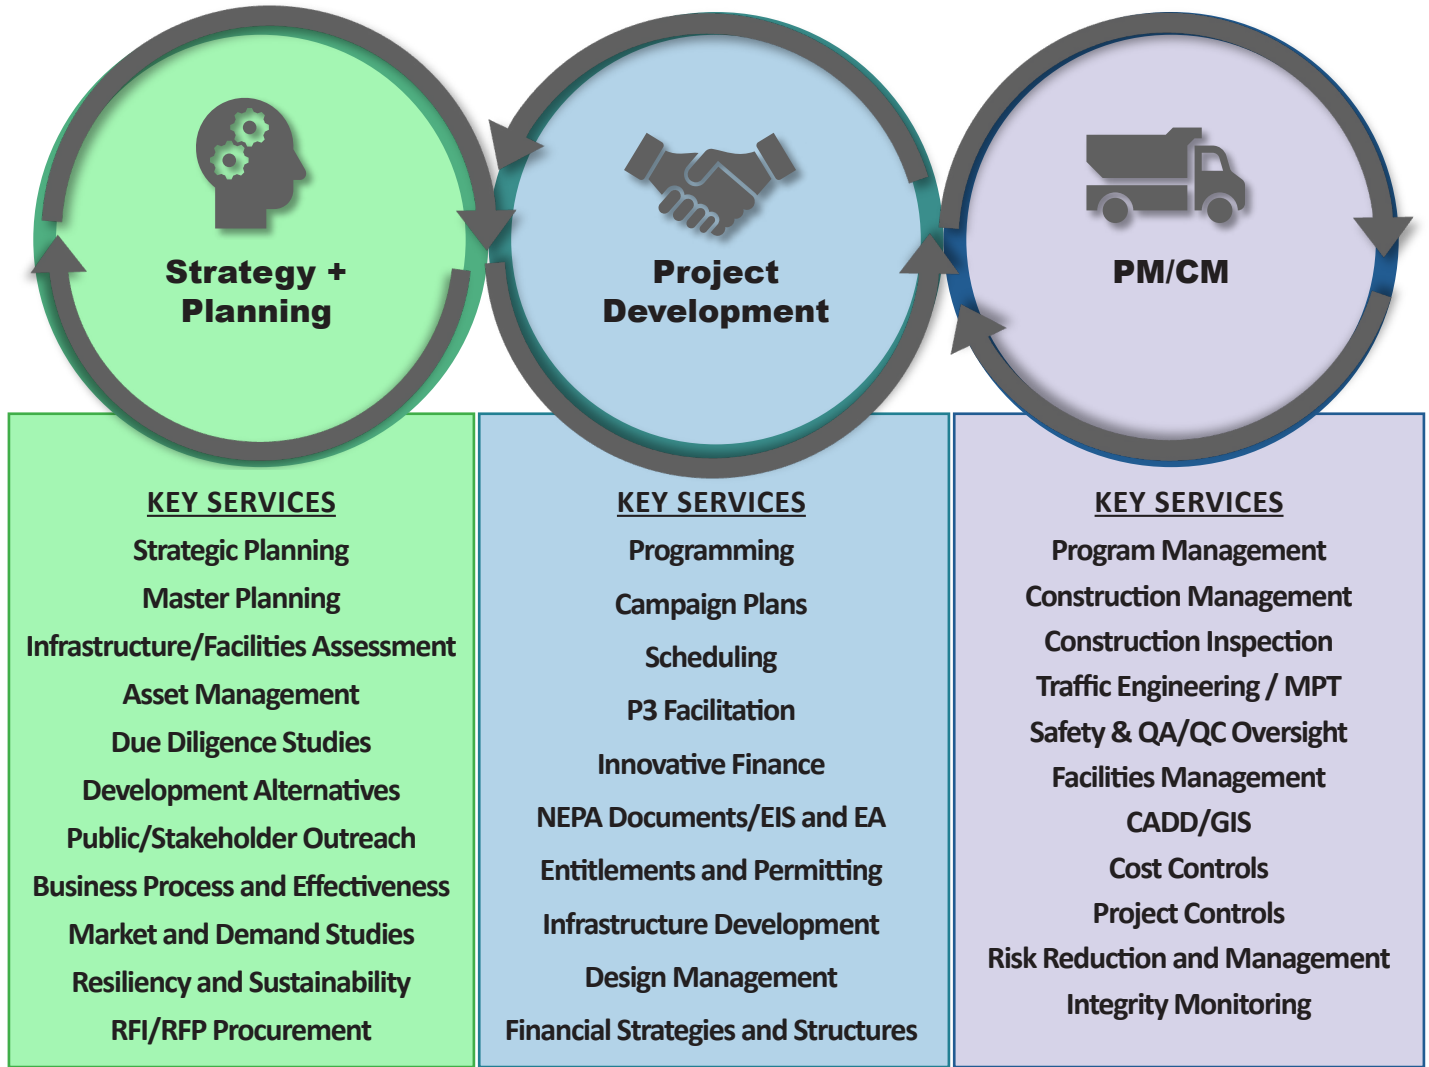 Strategy +
Planning
KEY SERVICES
Strategic Planning
Master Planning
Infrastructure/Facilities Assessment
Asset Management
Due Diligence Studies
Development Alternatives
Public/Stakeholder Outreach
Business Process and Effectiveness
Market and Demand Studies
Resiliency and Sustainability
RFI/RFP Procurement
Project
Development
KEY SERVICES
Programming
Campaign Plans
Scheduling
P3 Facilitation
Innovative Finance
NEPA Documents/EIS and EA
Entitlements and Permitting
Infrastructure Development
Design Management
Financial Strategies and Structures
PM/CM
KEY SERVICES
Program Management
Construction Management
Construction Inspection
Traffic Engineering / MPT
Safety & QA/QC Oversight
Facilities Management
CADD/GIS
Cost Controls
Project Controls
Risk Reduction and Management
Integrity Monitoring